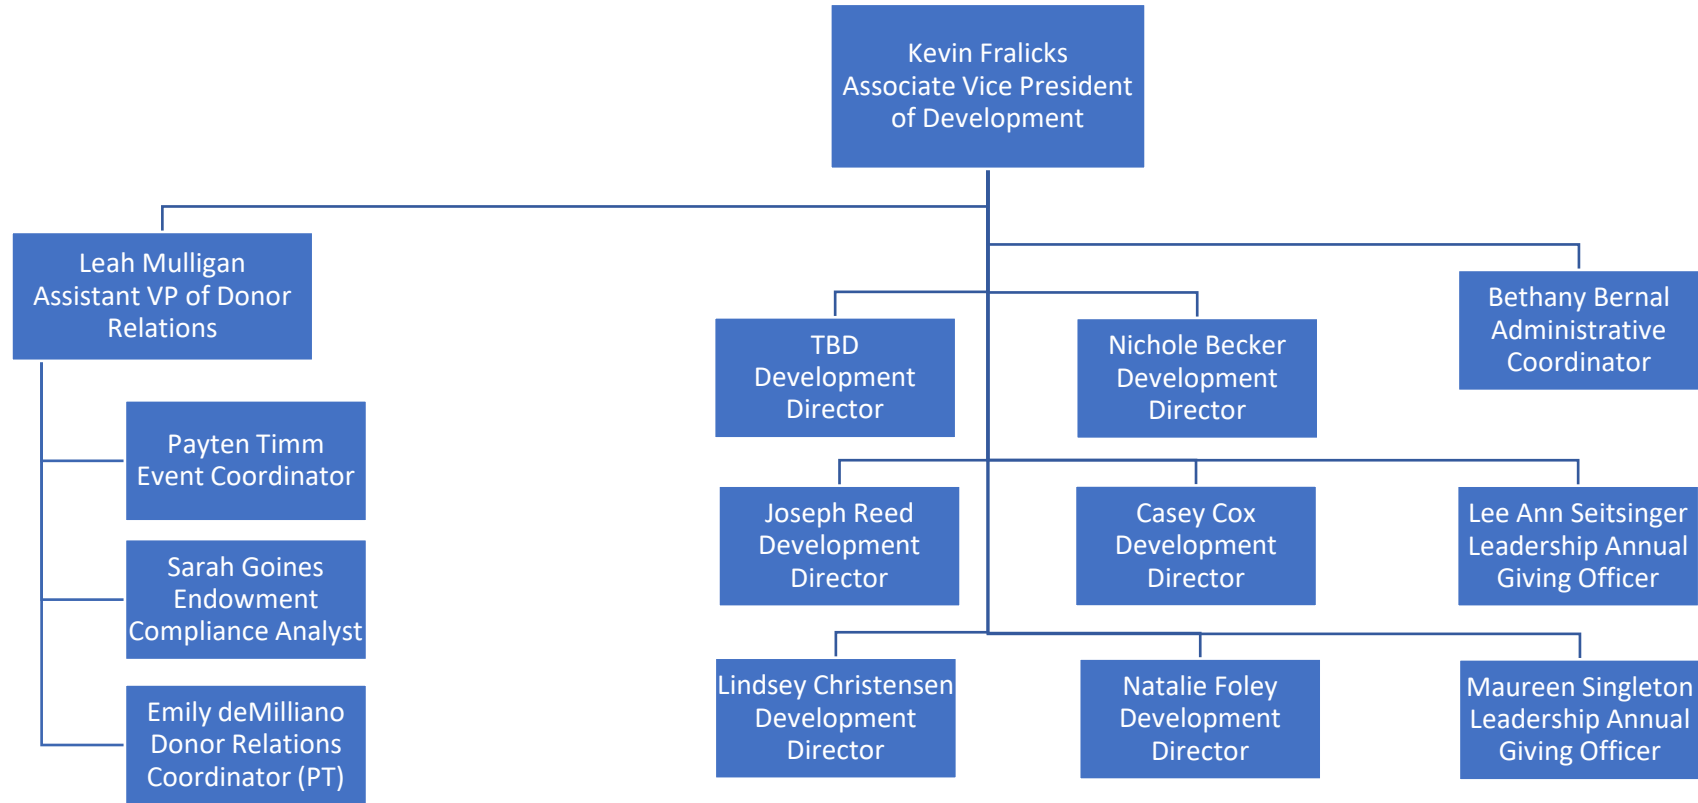 Kevin Fralicks
Associate Vice President
of Development
Leah Mulligan
Assistant VP of Donor
Relations
Payten Timm
Event Coordinator
Sarah Goines
Endowment
Compliance Analyst
Emily deMilliano
Donor Relations
Coordinator (PT)
TBD
Development
Director
Nichole Becker
Development
Director
Bethany Bernal
Administrative
Coordinator
Joseph Reed
Development
Director
Casey Cox
Development
Director
Lee Ann Seitsinger
Leadership Annual
Giving Officer
Lindsey Christensen
Development
Director
Natalie Foley
Development
Director
Maureen Singleton
Leadership Annual
Giving Officer